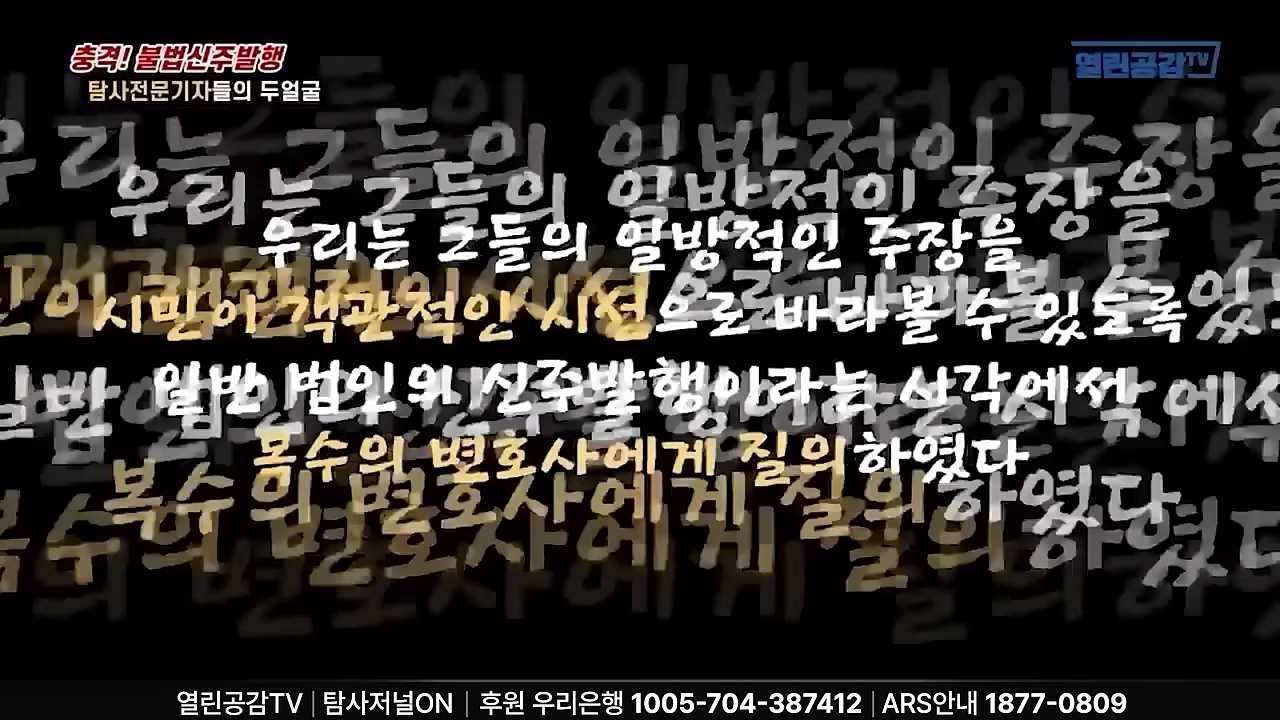 충격! 불법신주발행
탐사전문기자들의 두얼굴
열린공감TV
우리는 그들의 일방적인 주장을
시민이 객관적인 시선으로 바라볼 수 있도록
일반 법인의 신주발행이라는 시각에서
복수의 변호사에게 질의하였다
열린공감TV | 탐사저널ON | 후원 우리은행 1005-704-387412 | ARS안내 1877-0809